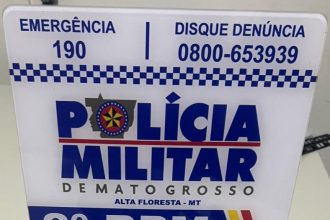 EMERGÊNCIA
190
DISQUE DENÚNCIA
0800-653939
POLÍCIA
MILITAR
DE MATO GROSSO
ALTA FLORESTA - MT